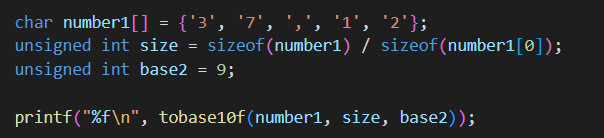 char number1[] = {'3', '7', ',', '1', '2'};
unsigned int size = sizeof(number1) / sizeof(number1[0]);
unsigned int base2 = 9;
printf("%f\n", tobase10f(number1, size, base2));